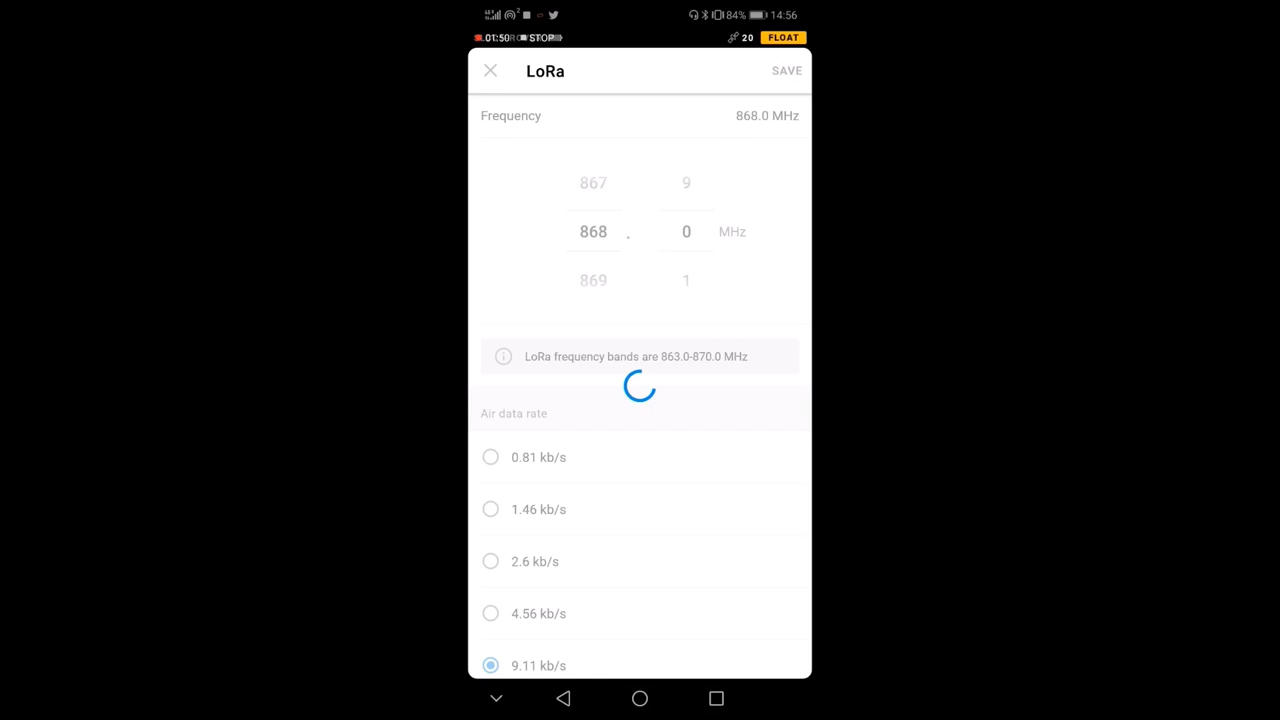 84% 14:56
01:50 STOP 20 FLOAT
LoRa SAVE
Frequency 868.0 MHz
867 9
868 . 0 MHz
869 1
LoRa frequency bands are 863.0-870.0 MHz
Air data rate
0.81 kb/s
1.46 kb/s
2.6 kb/s
4.56 kb/s
9.11 kb/s